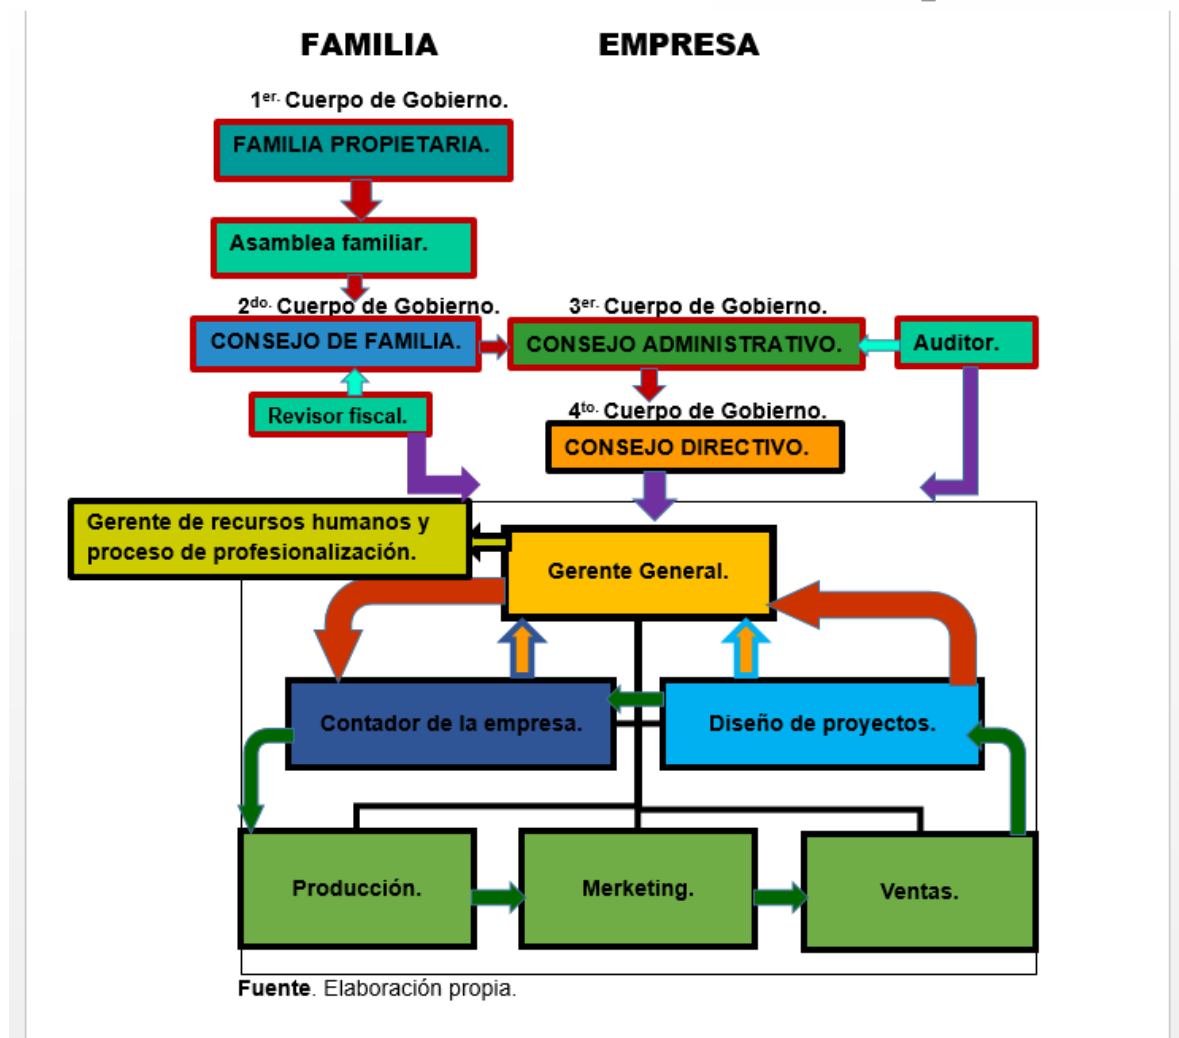 FAMILIA
EMPRESA
1er. Cuerpo de Gobierno.
FAMILIA PROPIETARIA.
Asamblea familiar.
2do. Cuerpo de Gobierno.
3er. Cuerpo de Gobierno.
CONSEJO DE FAMILIA.
CONSEJO ADMINISTRATIVO.
Auditor.
Revisor fiscal.
4to. Cuerpo de Gobierno.
CONSEJO DIRECTIVO.
Gerente de recursos humanos y
proceso de profesionalización.
Gerente General.
Contador de la empresa.
Diseño de proyectos.
Producción.
Merketing.
Ventas.
Fuente. Elaboración propia.